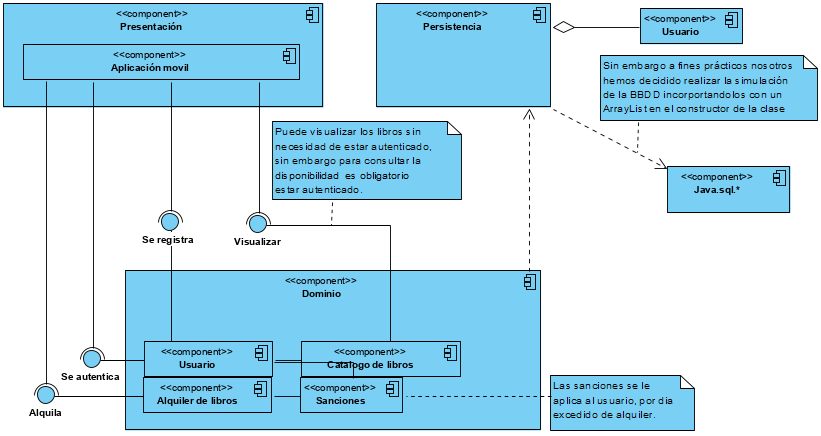 <<component>>
Presentación
<<component>>
Aplicación movil
<<component>>
Persistencia
<<component>>
Usuario
Sin embargo a fines prácticos nosotros
hemos decidido realizar la simulación
de la BBDD incorportandolos con un
ArrayList en el constructor de la clase
Puede visualizar los libros sin
necesidad de estar autenticado,
sin embargo para consultar la
disponibilidad es obligatorio
estar autenticado.
<<component>>
Java.sql.*
Se registra
Visualizar
<<component>>
Dominio
<<component>>
Usuario
<<component>>
Catalogo de libros
Se autentica
<<component>>
Alquiler de libros
<<component>>
Sanciones
Alquila
Las sanciones se le
aplica al usuario, por dia
excedido de alquiler.